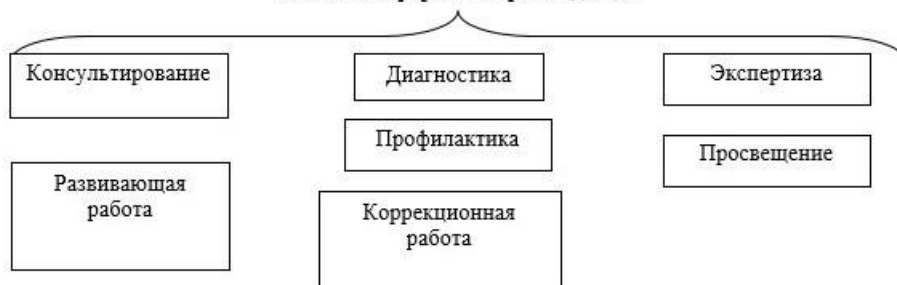 Консультирование
Диагностика
Экспертиза
Профилактика
Просвещение
Развивающая
работа
Коррекционная
работа